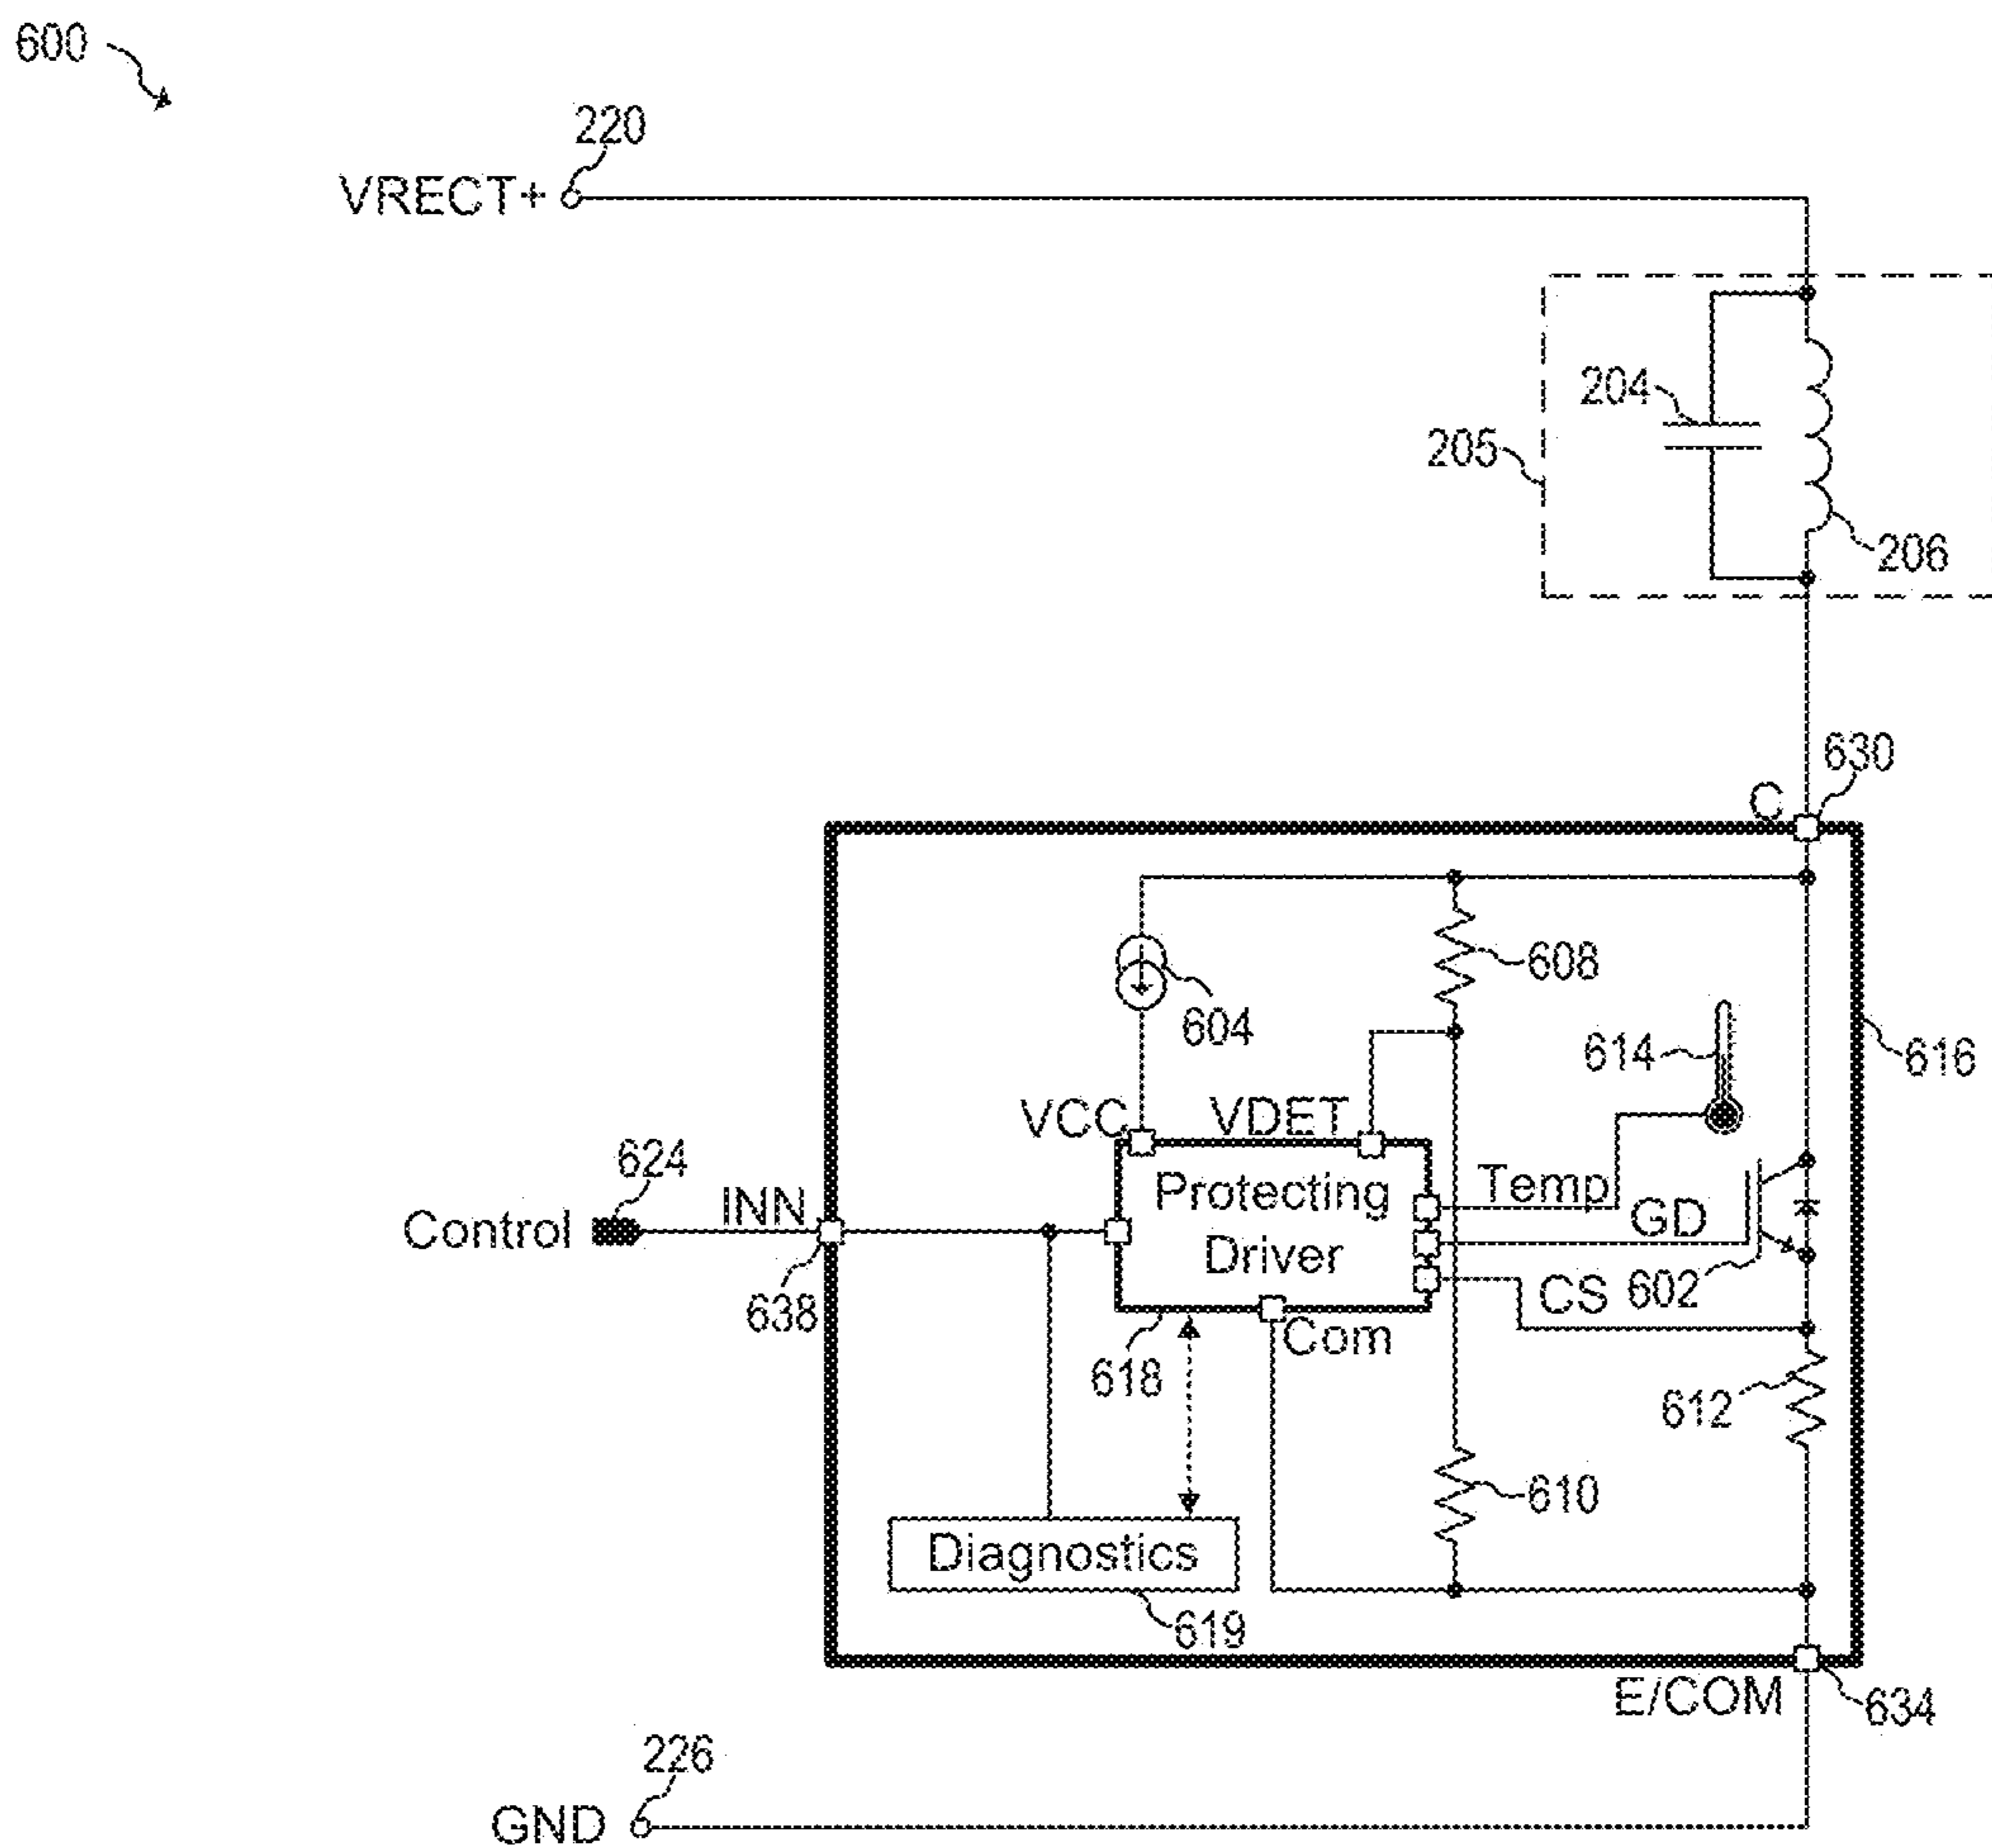 600
220
VRECT+
204
205
206
630
C
608
604
614
616
VCC
VDET
624
INN
Control
Protecting
Driver
Temp
GD
CS
602
638
Com
618
612
610
Diagnostics
619
E/COM
634
226
GND